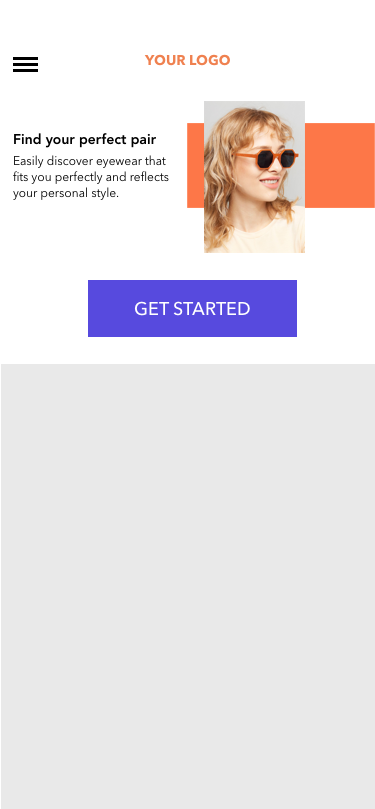 YOUR LOGO
Find your perfect pair
Easily discover eyewear that
fits you perfectly and reflects
your personal style.
GET STARTED